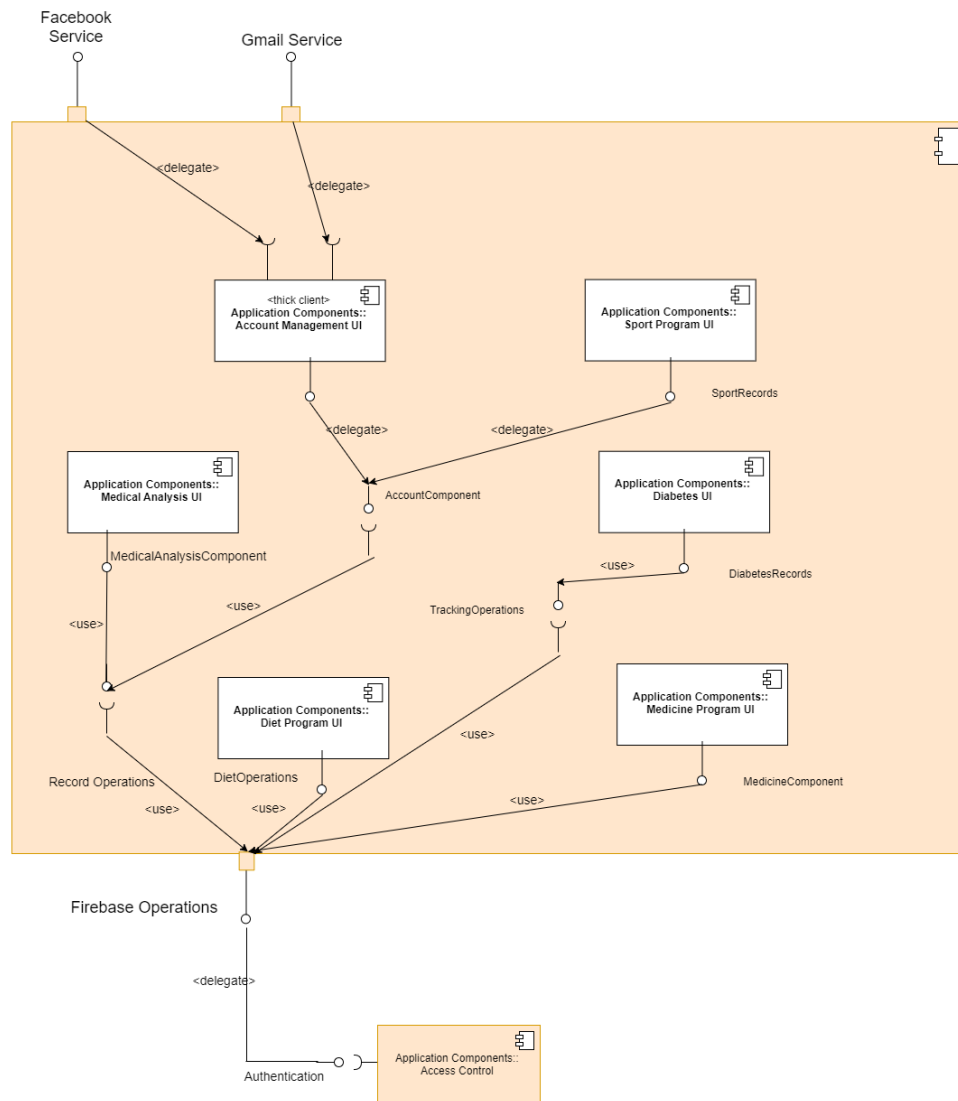 Facebook
Service
Gmail Service
<delegate>
<delegate>
<thick client>
Application Components::
Account Management UI
Application Components::
Sport Program UI
SportRecords
<delegate>
<delegate>
Application Components::
Medical Analysis UI
AccountComponent
Application Components::
Diabetes UI
MedicalAnalysisComponent
<use>
DiabetesRecords
<use>
TrackingOperations
<use>
Application Components::
Diet Program UI
Application Components::
Medicine Program UI
<use>
Record Operations
DietOperations
MedicineComponent
<use>
<use>
<use>
Firebase Operations
<delegate>
Authentication
Application Components::
Access Control